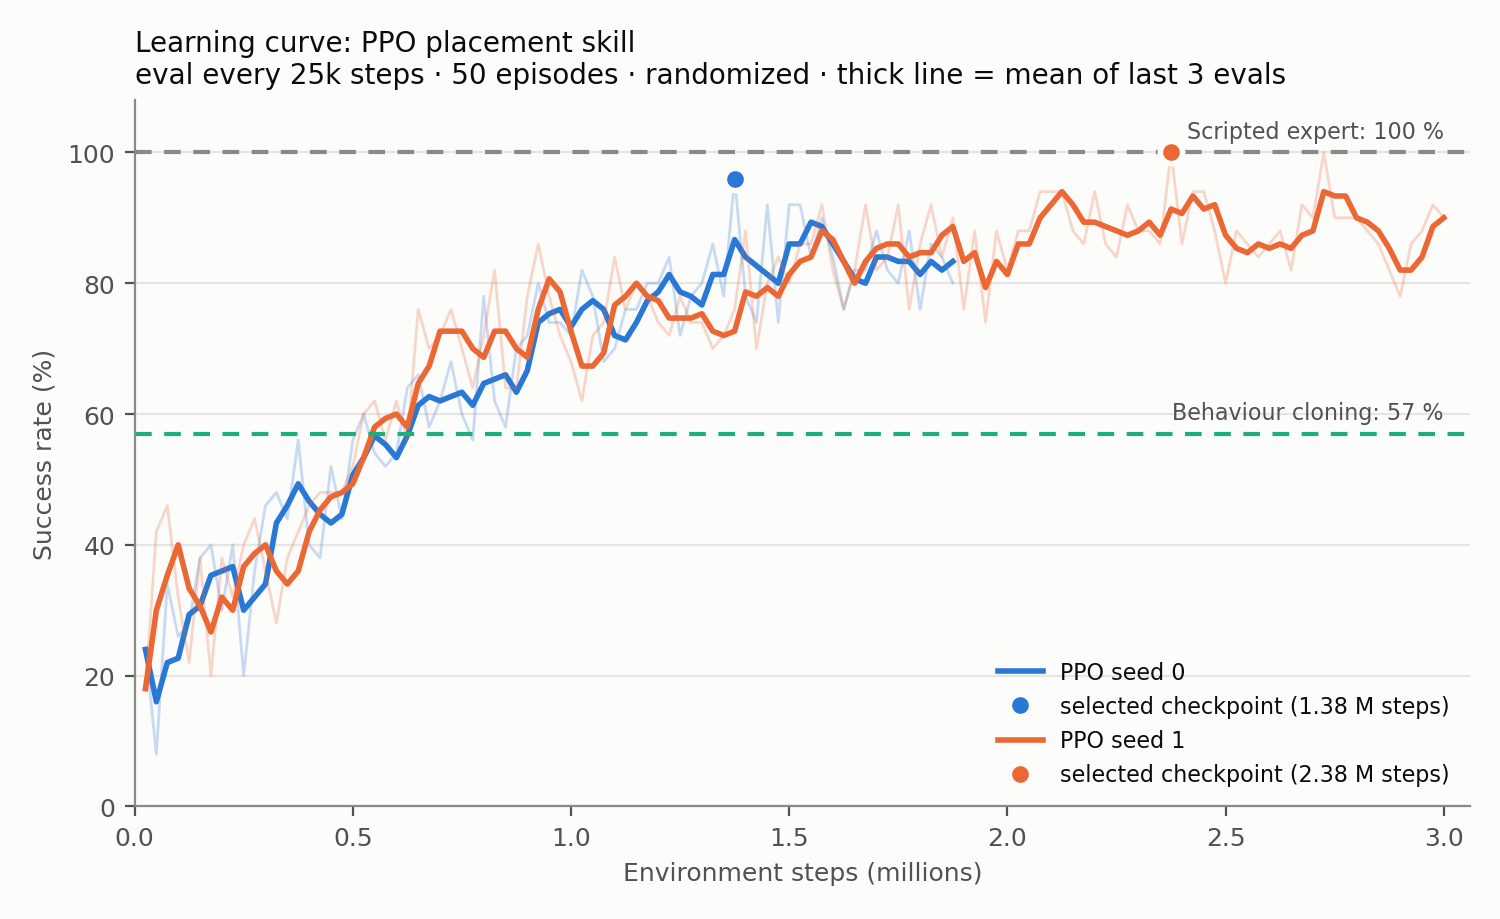 Learning curve: PPO placement skill
eval every 25k steps · 50 episodes · randomized · thick line = mean of last 3 evals
Scripted expert: 100 %
Behaviour cloning: 57 %
Success rate (%)
100
80
60
40
20
0
PPO seed 0
selected checkpoint (1.38 M steps)
PPO seed 1
selected checkpoint (2.38 M steps)
0.0 0.5 1.0 1.5 2.0 2.5 3.0
Environment steps (millions)